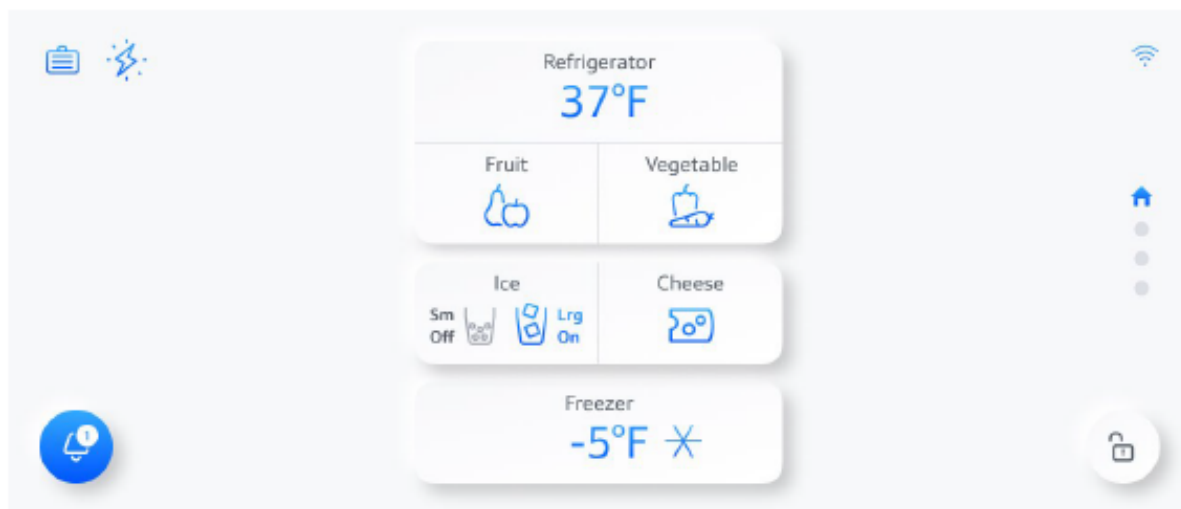 Refrigerator
37°F
Fruit
Vegetable
Ice
Cheese
Sm
Off
Lrg
On
Freezer
-5°F
1